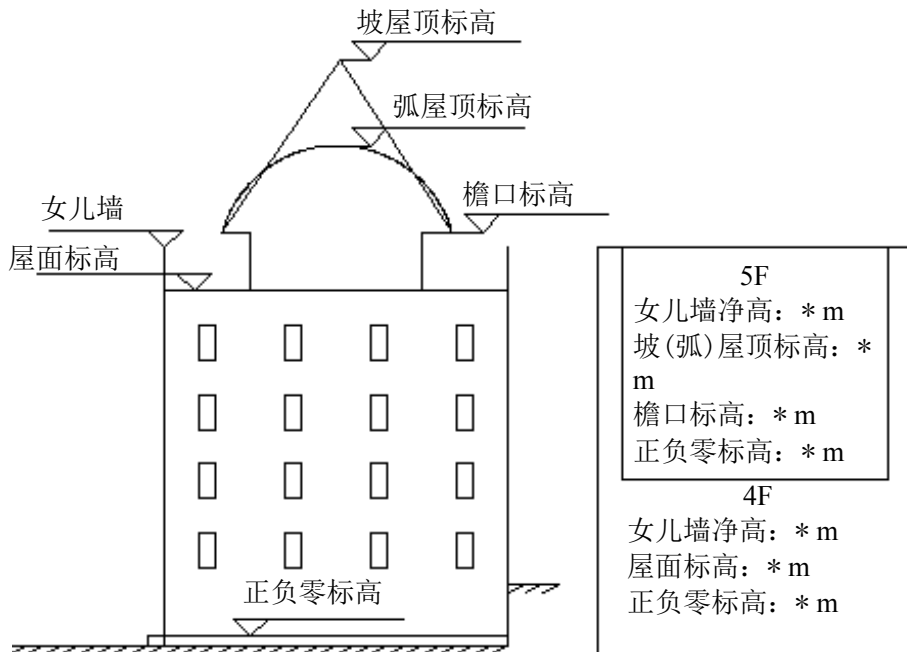 坡屋顶标高
弧屋顶标高
檐口标高
女儿墙
屋面标高
正负零标高
5F
女儿墙净高：＊m
坡(弧)屋顶标高：＊
m
檐口标高：＊m
正负零标高：＊m
4F
女儿墙净高：＊m
屋面标高：＊m
正负零标高：＊m